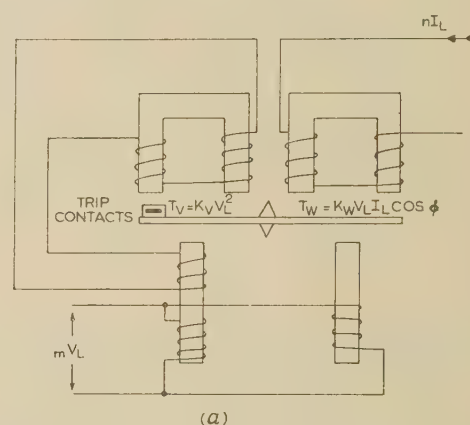 nI_L
TRIP CONTACTS
T_V = K_V V_L^2
T_W = K_W V_L I_L COS ϕ
mV_L
(a)